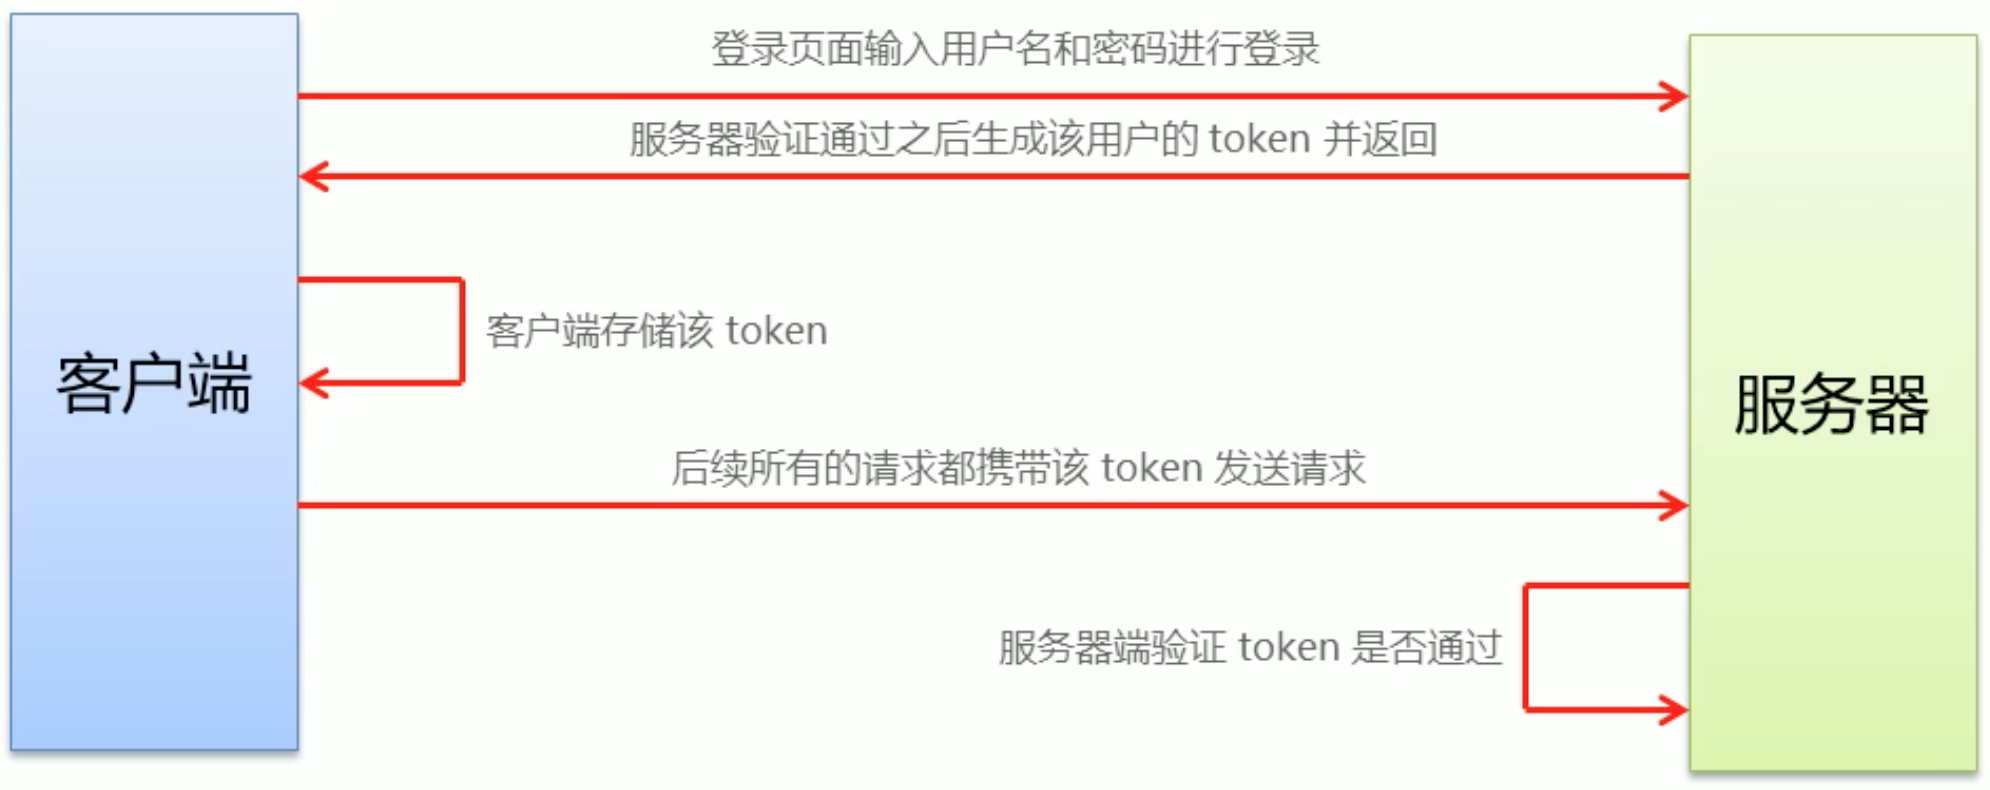 登录页面输入用户名和密码进行登录
服务器验证通过之后生成该用户的 token 并返回
客户端存储该 token
客户端
服务器
后续所有的请求都携带该 token 发送请求
服务器端验证 token 是否通过